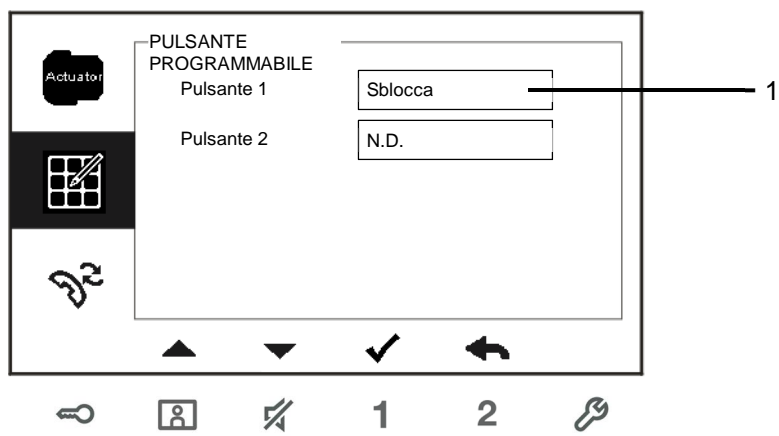 PULSANTE
PROGRAMMABILE
Actuator
Pulsante 1
Sblocca
1
Pulsante 2
N.D.
1
2